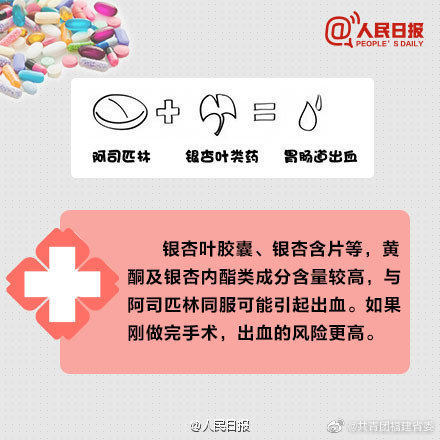 @人民日报
PEOPLE'S DAILY
阿司匹林 + 银杏叶类药 = 胃肠道出血
银杏叶胶囊、银杏含片等，黄
酮及银杏内酯类成分含量较高，与
阿司匹林同服可能引起出血。如果
刚做完手术，出血的风险更高。
@人民日报
@共青团福建省委